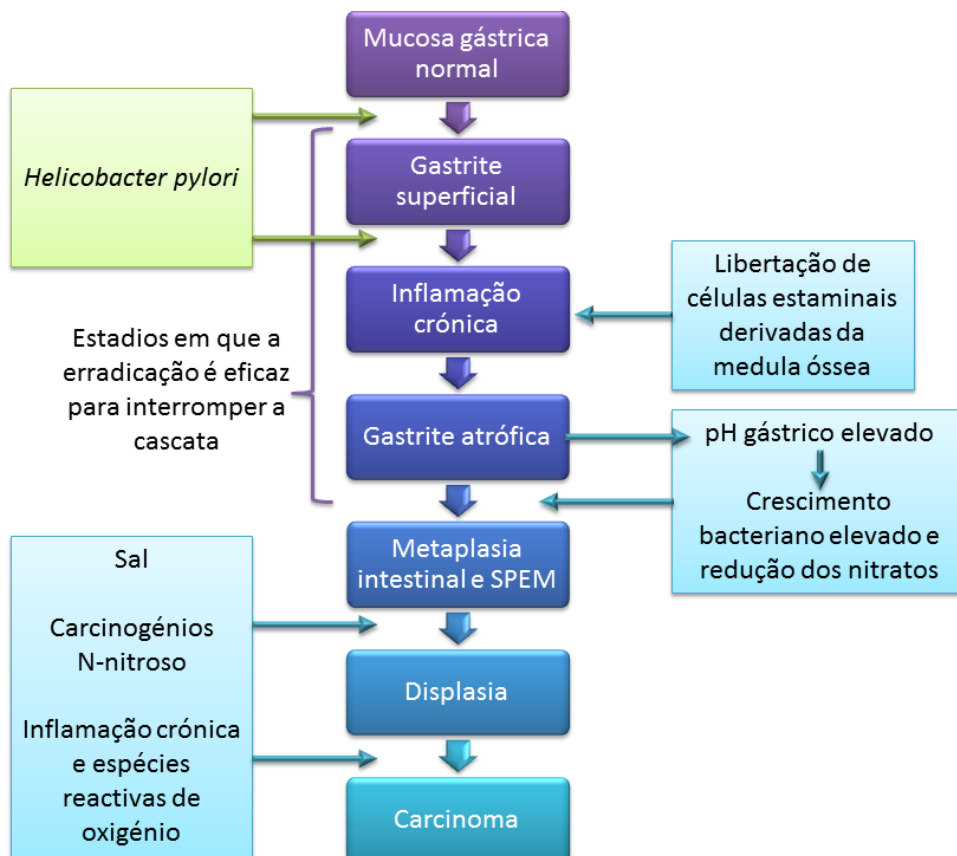 Mucosa gástrica
normal
Helicobacter pylori
Gastrite
superficial
Inflamação
crónica
Libertação de
células estaminais
derivadas da
medula óssea
Estadios em que a
erradicação é eficaz
para interromper a
cascata
Gastrite atrófica
pH gástrico elevado
Crescimento
bacteriano elevado e
redução dos nitratos
Metaplasia
intestinal e SPEM
Sal
Carcinogénios
N-nitroso
Inflamação crónica
e espécies
reactivas de
oxigénio
Displasia
Carcinoma